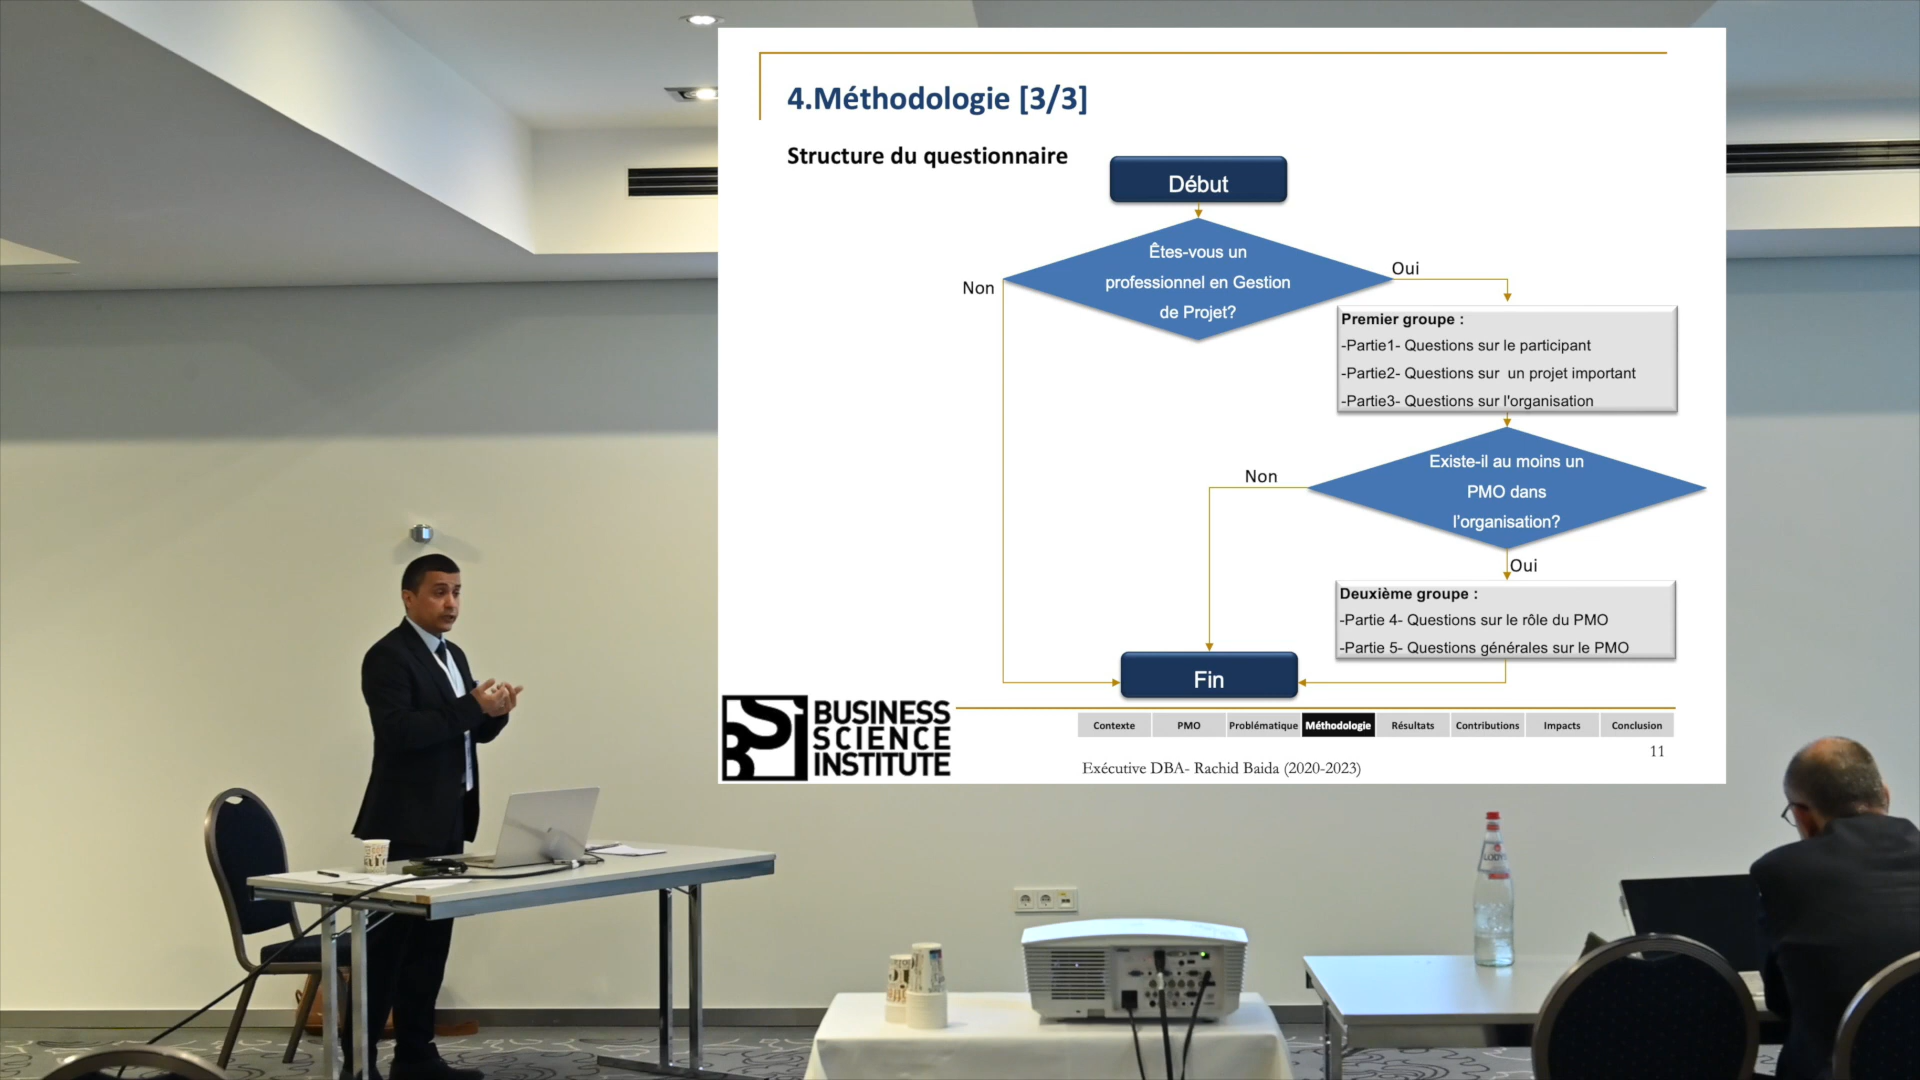 4.Méthodologie [3/3]
Structure du questionnaire
Début
Êtes-vous un
professionnel en Gestion
de Projet?
Non
Oui
Premier groupe :
-Partie1- Questions sur le participant
-Partie2- Questions sur  un projet important
-Partie3- Questions sur l'organisation
Existe-il au moins un
PMO dans
l'organisation?
Non
Oui
Deuxième groupe :
-Partie 4- Questions sur le rôle du PMO
-Partie 5- Questions générales sur le PMO
Fin
BSi
BUSINESS
SCIENCE
INSTITUTE
Contexte
PMO
Problématique
Méthodologie
Résultats
Contributions
Impacts
Conclusion
11
Exécutive DBA- Rachid Baida (2020-2023)